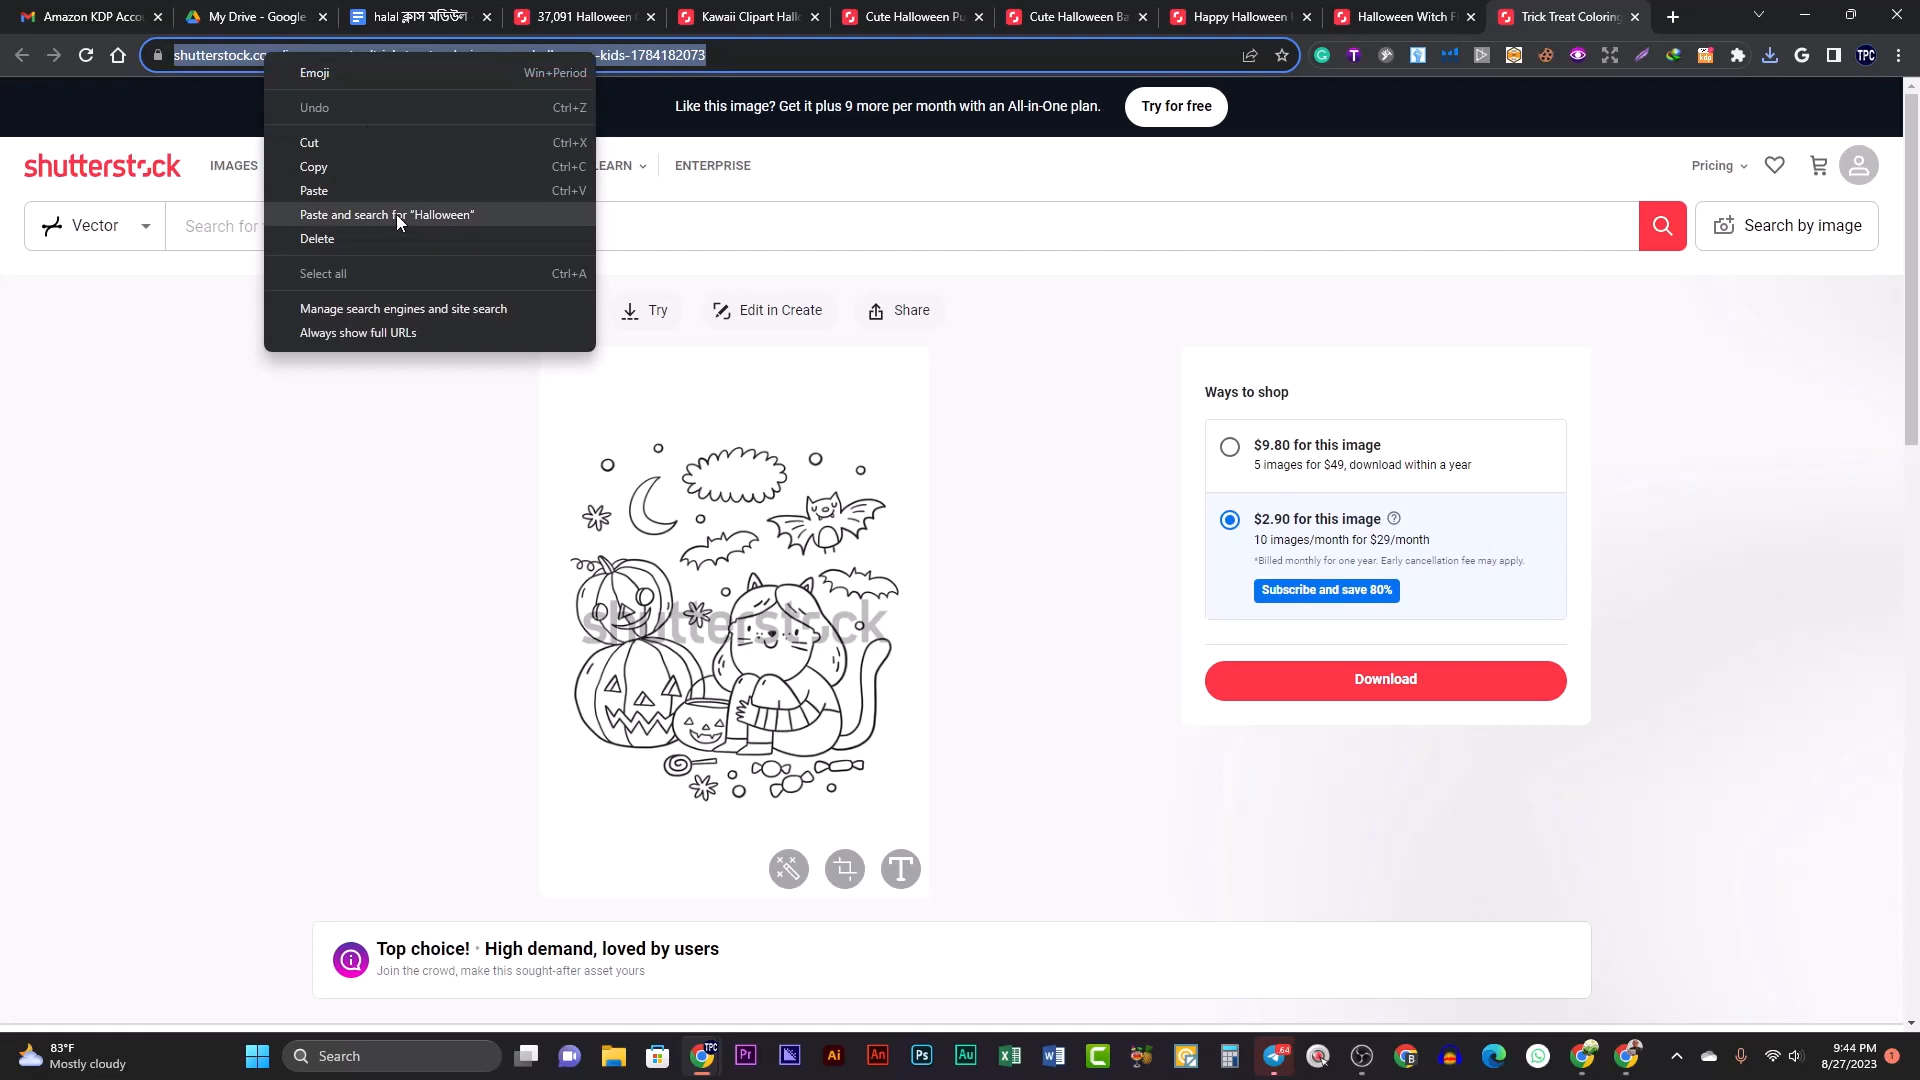 Amazon KDP Acco
My Drive - Google
halal ক্লাস মডিউল -
37,091 Halloween C
Kawaii Clipart Hallo
Cute Halloween Pu
Cute Halloween Ba
Happy Halloween I
Halloween Witch Fl
Trick Treat Coloring
shutterstock.co
-kids-1784182073
Emoji Win+Period
Undo Ctrl+Z
Cut Ctrl+X
Copy Ctrl+C
Paste Ctrl+V
Paste and search for "Halloween"
Delete
Select all Ctrl+A
Manage search engines and site search
Always show full URLs
Like this image? Get it plus 9 more per month with an All-in-One plan.
Try for free
shutterstock
IMAGES
LEARN
ENTERPRISE
Pricing
Vector
Search for
Search by image
Try
Edit in Create
Share
shutterstock
Ways to shop
$9.80 for this image
5 images for $49, download within a year
$2.90 for this image
10 images/month for $29/month
*Billed monthly for one year. Early cancellation fee may apply.
Subscribe and save 80%
Download
Top choice! · High demand, loved by users
Join the crowd, make this sought-after asset yours
83°F
Mostly cloudy
Search
9:44 PM
8/27/2023